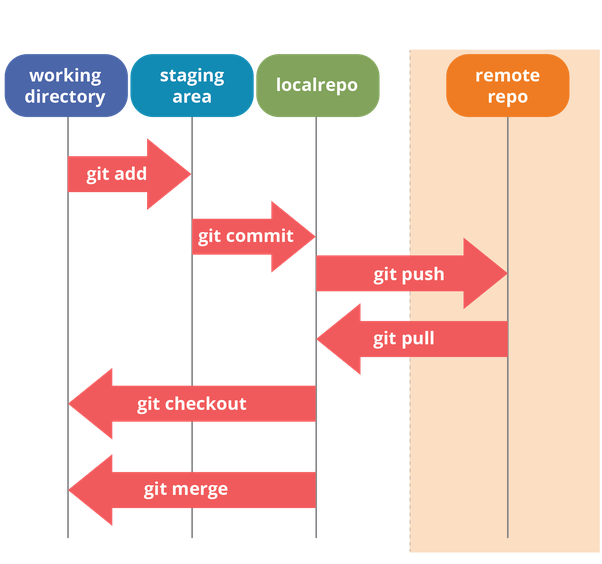 working
directory
staging
area
localrepo
remote
repo
git add
git commit
git push
git pull
git checkout
git merge